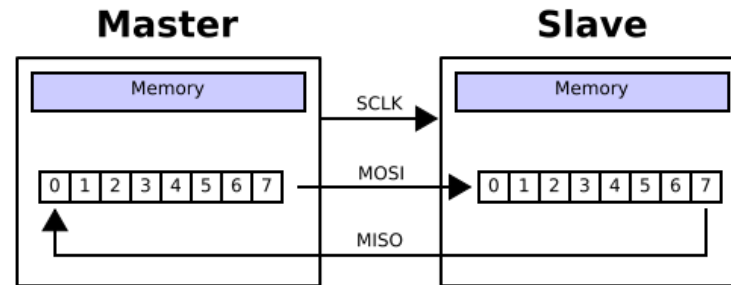 Master Slave
Memory Memory
SCLK
MOSI
0 1 2 3 4 5 6 7 0 1 2 3 4 5 6 7
MISO